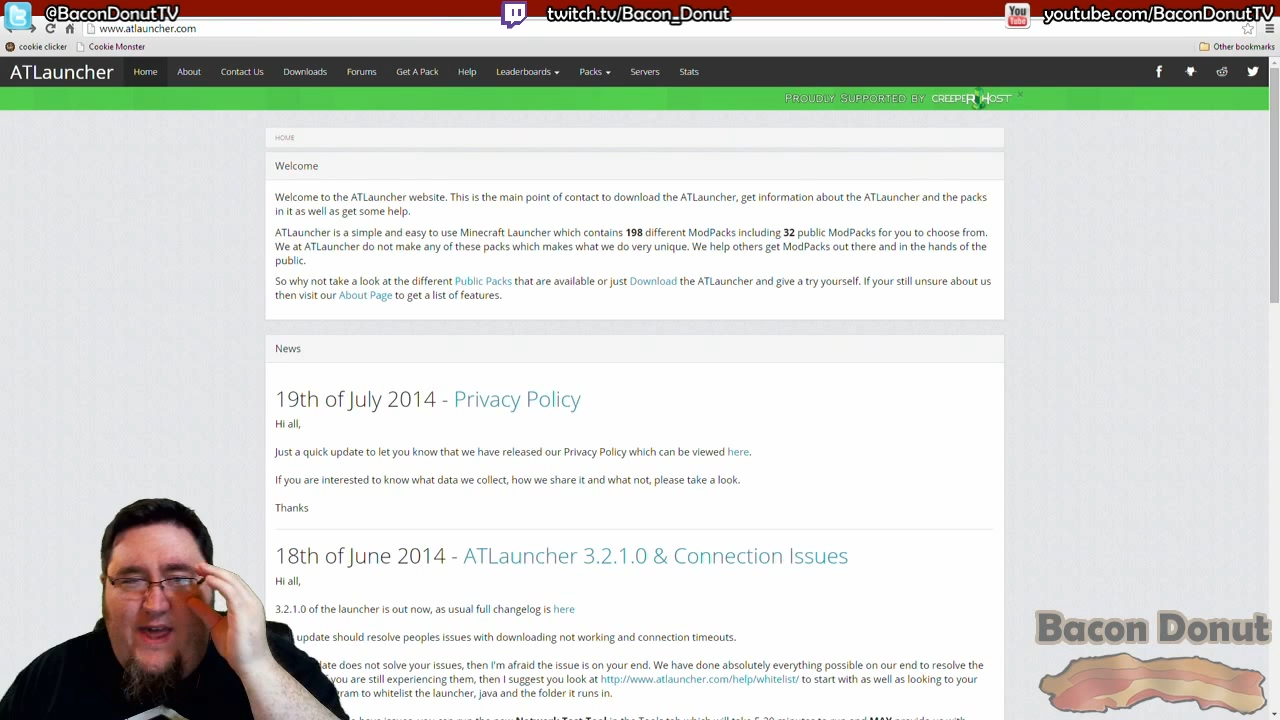 @BaconDonutTV
twitch.tv/Bacon_Donut
You Tube
youtube.com/BaconDonutTV
www.atlauncher.com
cookie clicker
Cookie Monster
Other bookmarks
ATLauncher
Home
About
Contact Us
Downloads
Forums
Get A Pack
Help
Leaderboards
Packs
Servers
Stats
Proudly Supported by CreeperHost
HOME
Welcome
Welcome to the ATLauncher website. This is the main point of contact to download the ATLauncher, get information about the ATLauncher and the packs
in it as well as get some help.
ATLauncher is a simple and easy to use Minecraft Launcher which contains 198 different ModPacks including 32 public ModPacks for you to choose from.
We at ATLauncher do not make any of these packs which makes what we do very unique. We help others get ModPacks out there and in the hands of the
public.
So why not take a look at the different Public Packs that are available or just Download the ATLauncher and give a try yourself. If your still unsure about us
then visit our About Page to get a list of features.
News
19th of July 2014 - Privacy Policy
Hi all,
Just a quick update to let you know that we have released our Privacy Policy which can be viewed here.
If you are interested to know what data we collect, how we share it and what not, please take a look.
Thanks
18th of June 2014 - ATLauncher 3.2.1.0 & Connection Issues
Hi all,
3.2.1.0 of the launcher is out now, as usual full changelog is here
update should resolve peoples issues with downloading not working and connection timeouts.
does not solve your issues, then I'm afraid the issue is on your end. We have done absolutely everything possible on our end to resolve the
you are still experiencing them, then I suggest you look at http://www.atlauncher.com/help/whitelist/ to start with as well as looking to your
to whitelist the launcher, java and the folder it runs in.
Bacon Donut